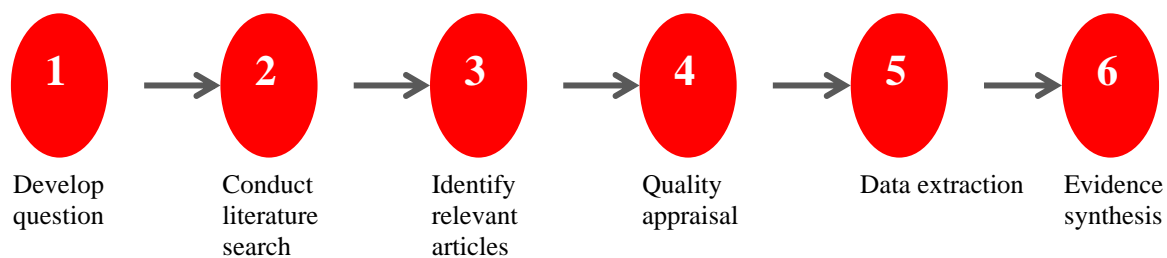 1
2
3
4
5
6
Develop
question
Conduct
literature
search
Identify
relevant
articles
Quality
appraisal
Data extraction
Evidence
synthesis